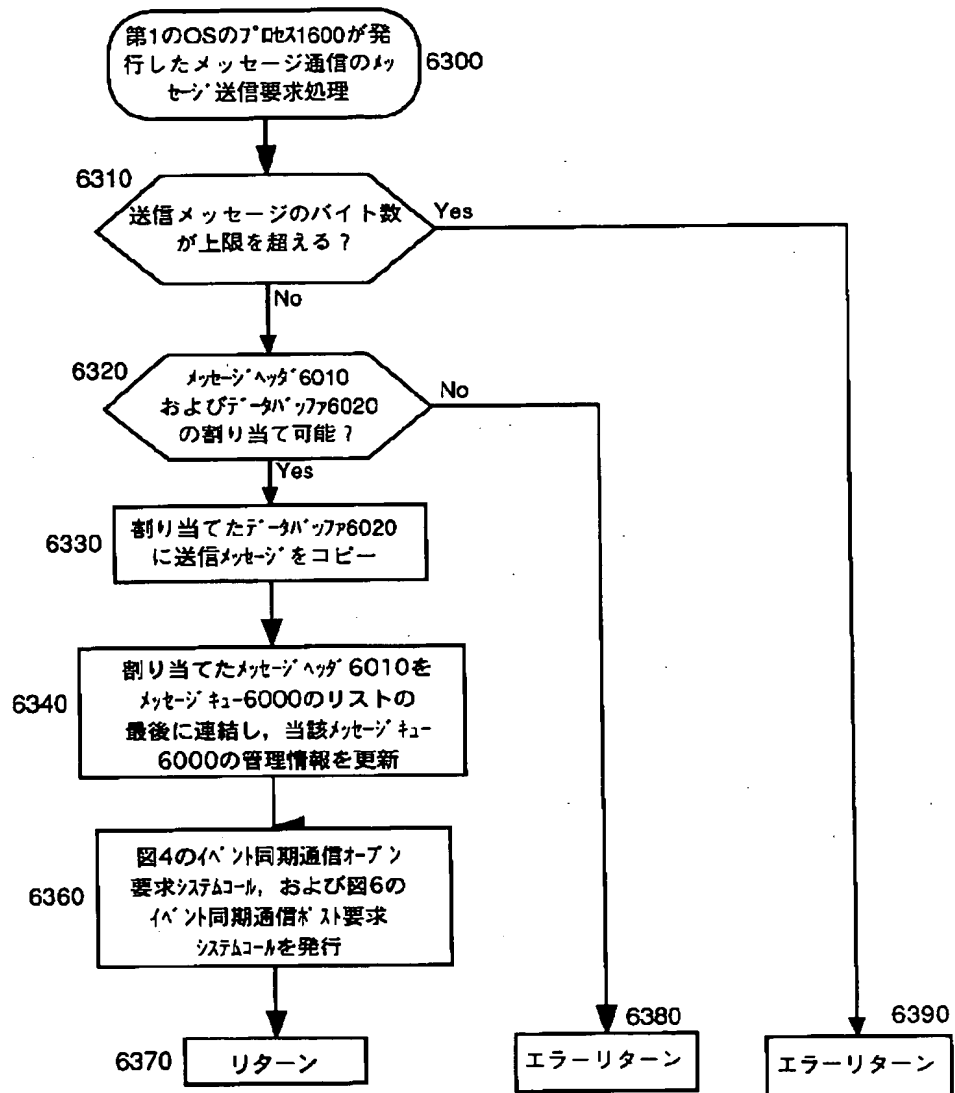 第1のOSのプロセス1600が発
行したメッセージ通信のメッ
セージ送信要求処理
6300
6310
送信メッセージのバイト数
が上限を超える?
Yes
No
6320
メッセージヘッダ6010
およびデータバッファ6020
の割り当て可能?
No
Yes
6330
割り当てたデータバッファ6020
に送信メッセージをコピー
6340
割り当てたメッセージヘッダ6010を
メッセージキュー6000のリストの
最後に連結し,当該メッセージキュー
6000の管理情報を更新
6360
図4のイベント同期通信オープン
要求システムコール,および図6の
イベント同期通信ポスト要求
システムコールを発行
6370
リターン
6380
エラーリターン
6390
エラーリターン